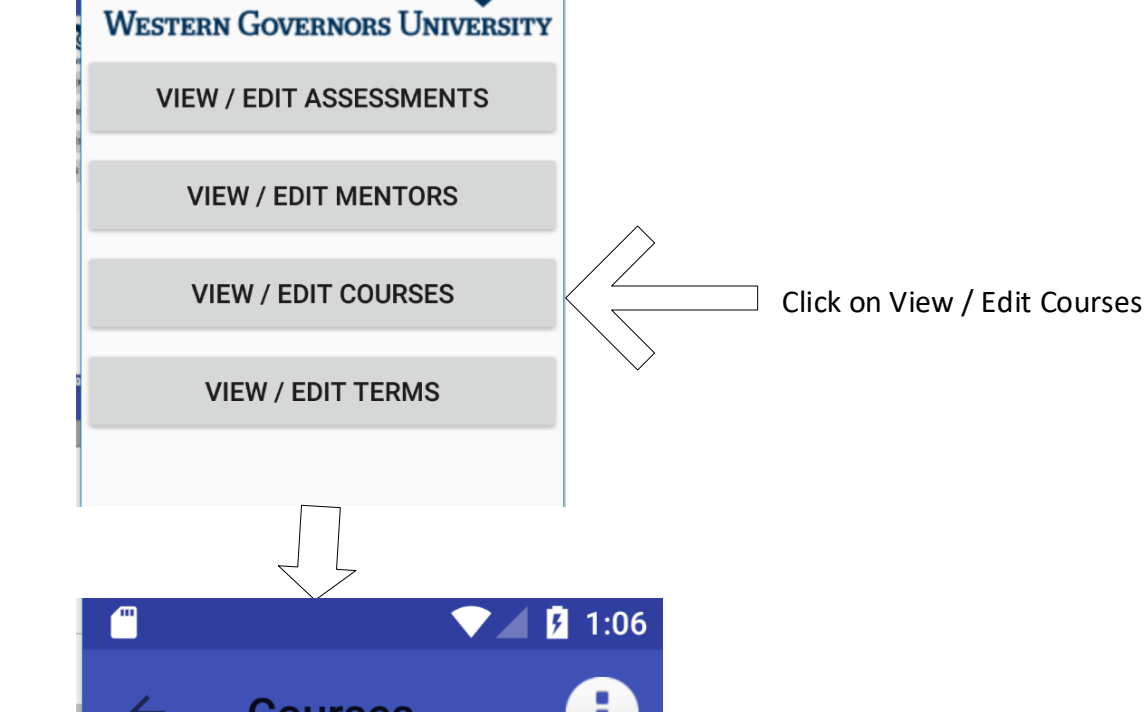 WESTERN GOVERNORS UNIVERSITY
VIEW / EDIT ASSESSMENTS
VIEW / EDIT MENTORS
VIEW / EDIT COURSES
Click on View / Edit Courses
VIEW / EDIT TERMS
1:06
Courses